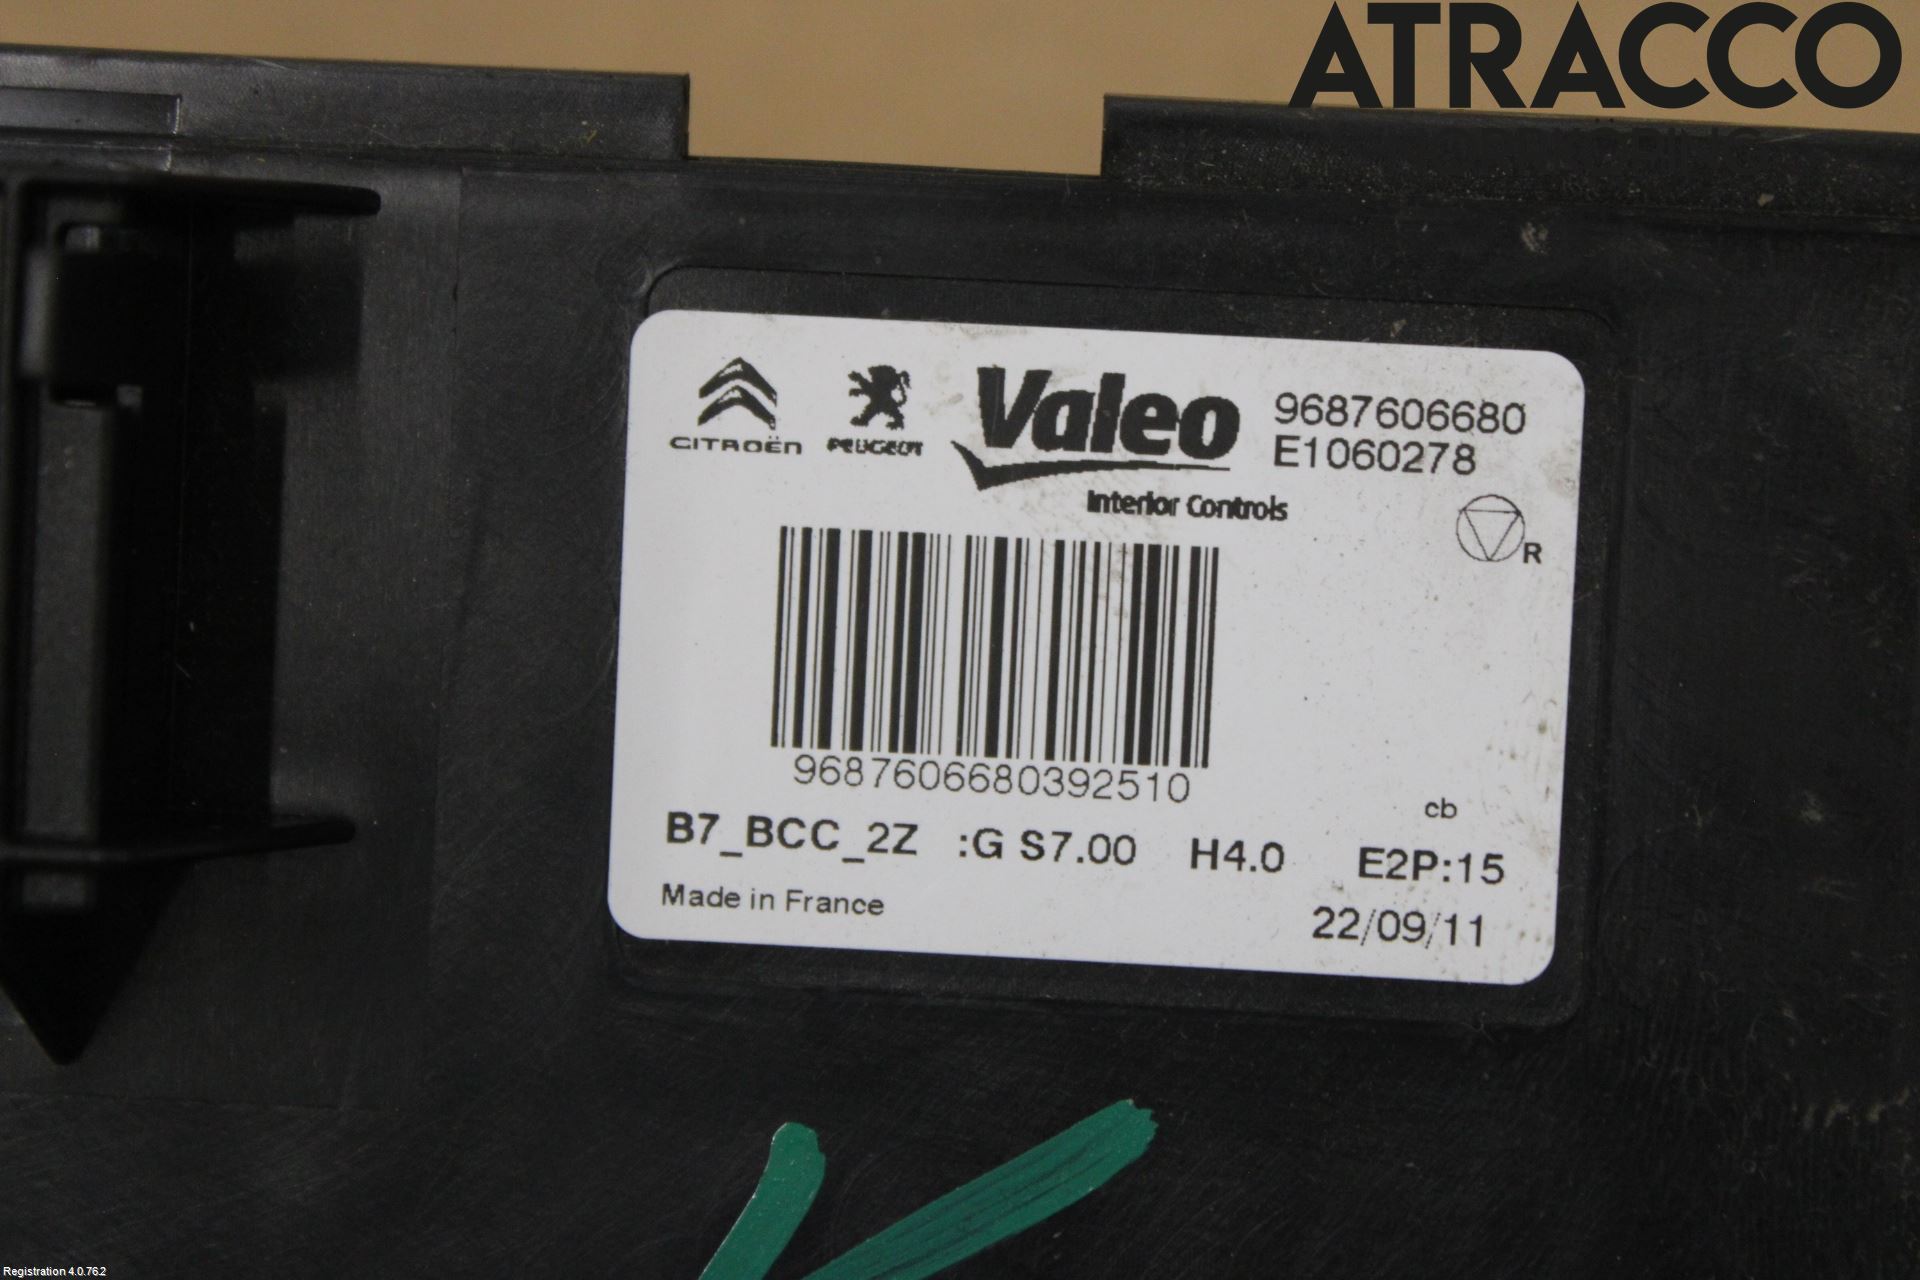 ATRACCO
CITROËN
PEUGEOT
Valeo
Interior Controls
9687606680
E1060278
R
9687606680392510
cb
B7_BCC_2Z :G S7.00 H4.0 E2P:15
Made in France
22/09/11
Registration 4.0.76.2